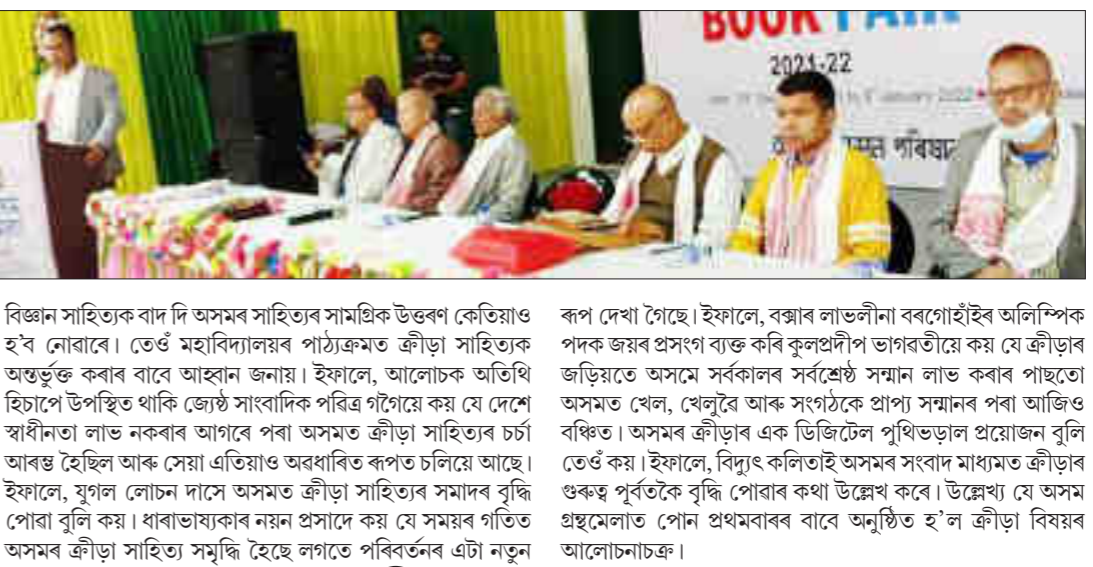 BOOK FAIR
2021-22
January 2022
বিজ্ঞান সাহিত্যক বাদ দি অসমৰ সাহিত্যৰ সামগ্ৰিক উত্তৰণ কেতিয়াও
হ’ব নোৱাৰে। তেওঁ মহাবিদ্যালয়ৰ পাঠ্যক্ৰমত ক্ৰীড়া সাহিত্যক
অন্তৰ্ভুক্ত কৰাৰ বাবে আহ্বান জনায়। ইফালে, আলোচক অতিথি
হিচাপে উপস্থিত থাকি জ্যেষ্ঠ সাংবাদিক পবিত্ৰ গগৈয়ে কয় যে দেশে
স্বাধীনতা লাভ নকৰাৰ আগৰে পৰা অসমত ক্ৰীড়া সাহিত্যৰ চৰ্চা
আৰম্ভ হৈছিল আৰু সেয়া এতিয়াও অৱধাৰিত ৰূপত চলিয়ে আছে।
ইফালে, যুগল লোচন দাসে অসমত ক্ৰীড়া সাহিত্যৰ সমাদৰ বৃদ্ধি
পোৱা বুলি কয়। ধাৰাভাষ্যকাৰ নয়ন প্ৰসাদে কয় যে সময়ৰ গতিত
অসমৰ ক্ৰীড়া সাহিত্য সমৃদ্ধি হৈছে লগতে পৰিবৰ্তনৰ এটা নতুন
ৰূপ দেখা গৈছে। ইফালে, বক্সাৰ লাভলীনা বৰগোহাঁইৰ অলিম্পিক
পদক জয়ৰ প্ৰসংগ ব্যক্ত কৰি কুলপ্ৰদীপ ভাগৱতীয়ে কয় যে ক্ৰীড়াৰ
জড়িয়তে অসমে সৰ্বকালৰ সৰ্বশ্ৰেষ্ঠ সন্মান লাভ কৰাৰ পাছতো
অসমত খেল, খেলুৱৈ আৰু সংগঠকে প্ৰাপ্য সন্মানৰ পৰা আজিও
বঞ্চিত। অসমৰ ক্ৰীড়াৰ এক ডিজিটেল পুথিভড়াল প্ৰয়োজন বুলি
তেওঁ কয়। ইফালে, বিদ্যুৎ কলিতাই অসমৰ সংবাদ মাধ্যমত ক্ৰীড়াৰ
গুৰুত্ব পূৰ্বতকৈ বৃদ্ধি পোৱাৰ কথা উল্লেখ কৰে। উল্লেখ্য যে অসম
গ্ৰন্থমেলাত পোন প্ৰথমবাৰৰ বাবে অনুষ্ঠিত হ’ল ক্ৰীড়া বিষয়ৰ
আলোচনাচক্ৰ।